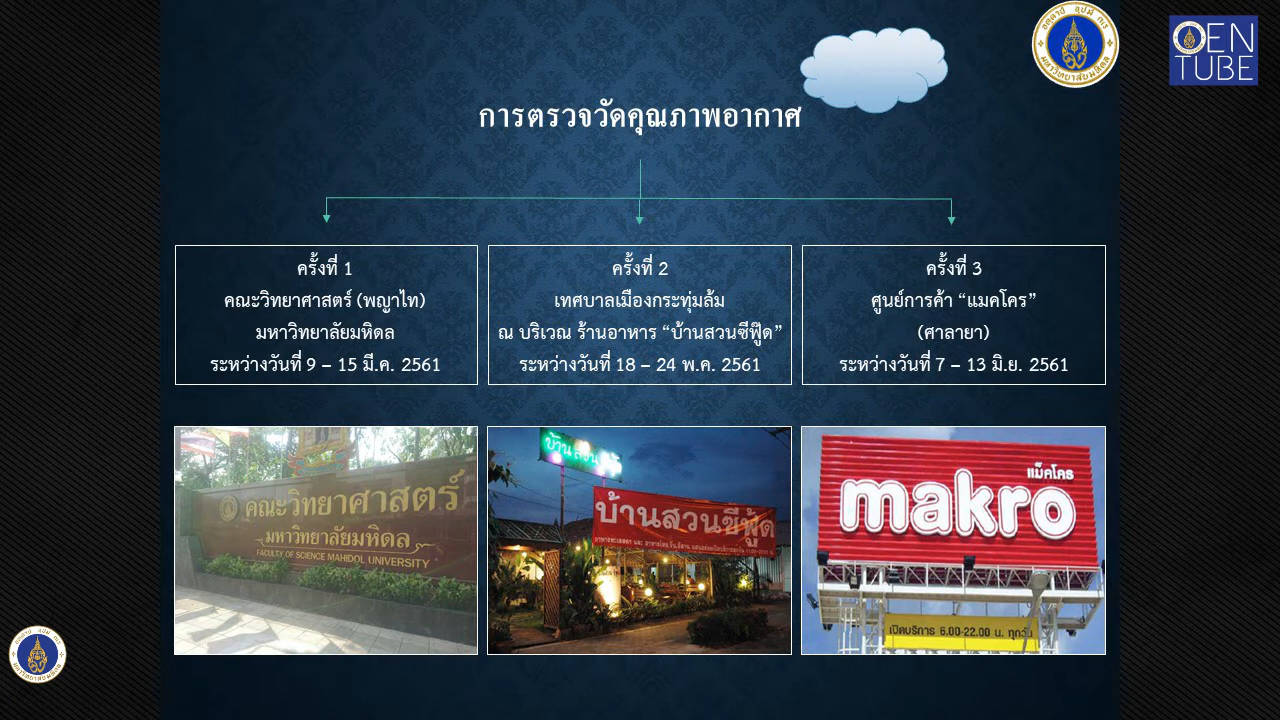 EN
TUBE
การตรวจวัดคุณภาพอากาศ
ครั้งที่ 1
คณะวิทยาศาสตร์ (พญาไท)
มหาวิทยาลัยมหิดล
ระหว่างวันที่ 9 – 15 มี.ค. 2561
ครั้งที่ 2
เทศบาลเมืองกระทุ่มล้ม
ณ บริเวณ ร้านอาหาร “บ้านสวนซีฟู๊ด”
ระหว่างวันที่ 18 – 24 พ.ค. 2561
ครั้งที่ 3
ศูนย์การค้า “แมคโคร”
(ศาลายา)
ระหว่างวันที่ 7 – 13 มิ.ย. 2561
คณะวิทยาศาสตร์
มหาวิทยาลัยมหิดล
FACULTY OF SCIENCE MAHIDOL UNIVERSITY
บ้านสวน
บ้านสวนซีฟู้ด
แม็คโคร
makro
เปิดบริการ 6.00-22.00 น. ทุกวัน